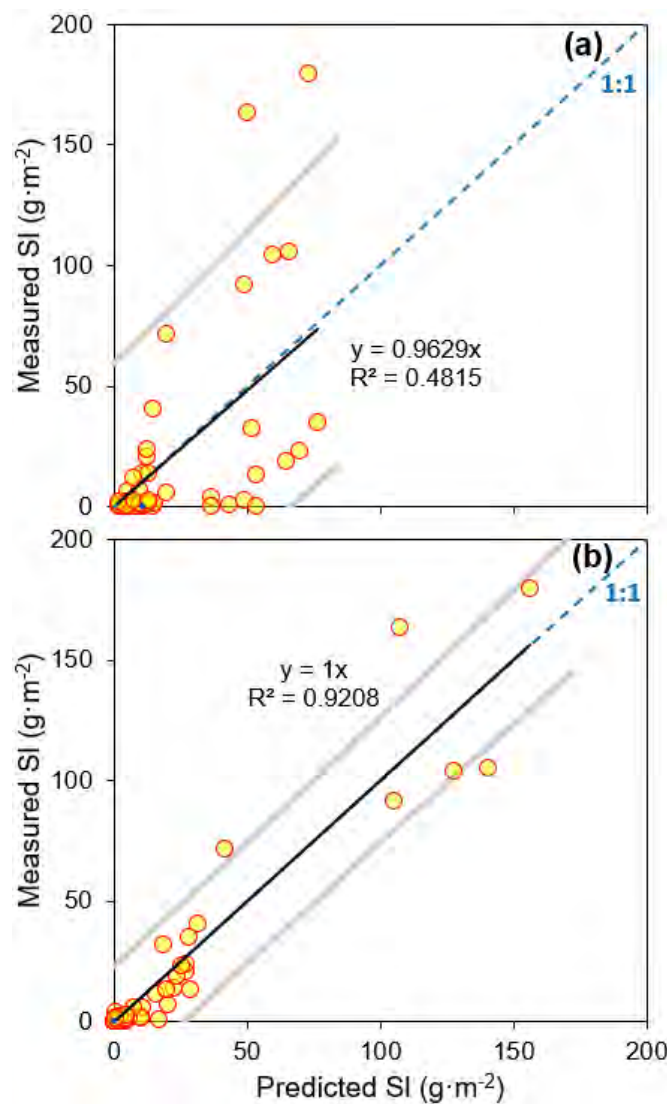 200
(a)
1:1
150
Measured SI (g·m⁻²)
100
y = 0.9629x
R² = 0.4815
50
0
200
(b)
1:1
150
y = 1x
R² = 0.9208
Measured SI (g·m⁻²)
100
50
0
0 50 100 150 200
Predicted SI (g·m⁻²)